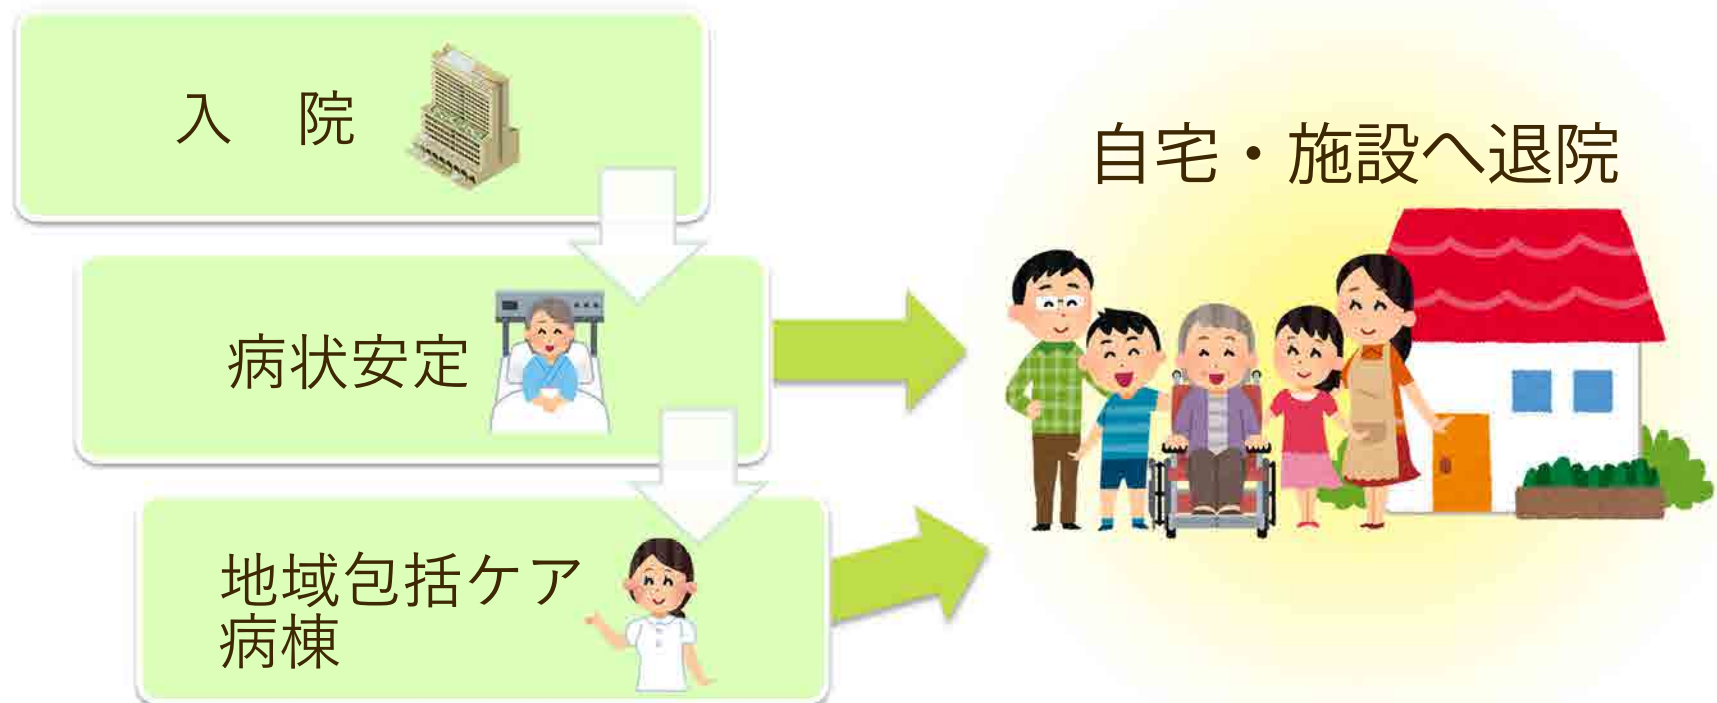 入　院
自宅・施設へ退院
病状安定
地域包括ケア
病棟